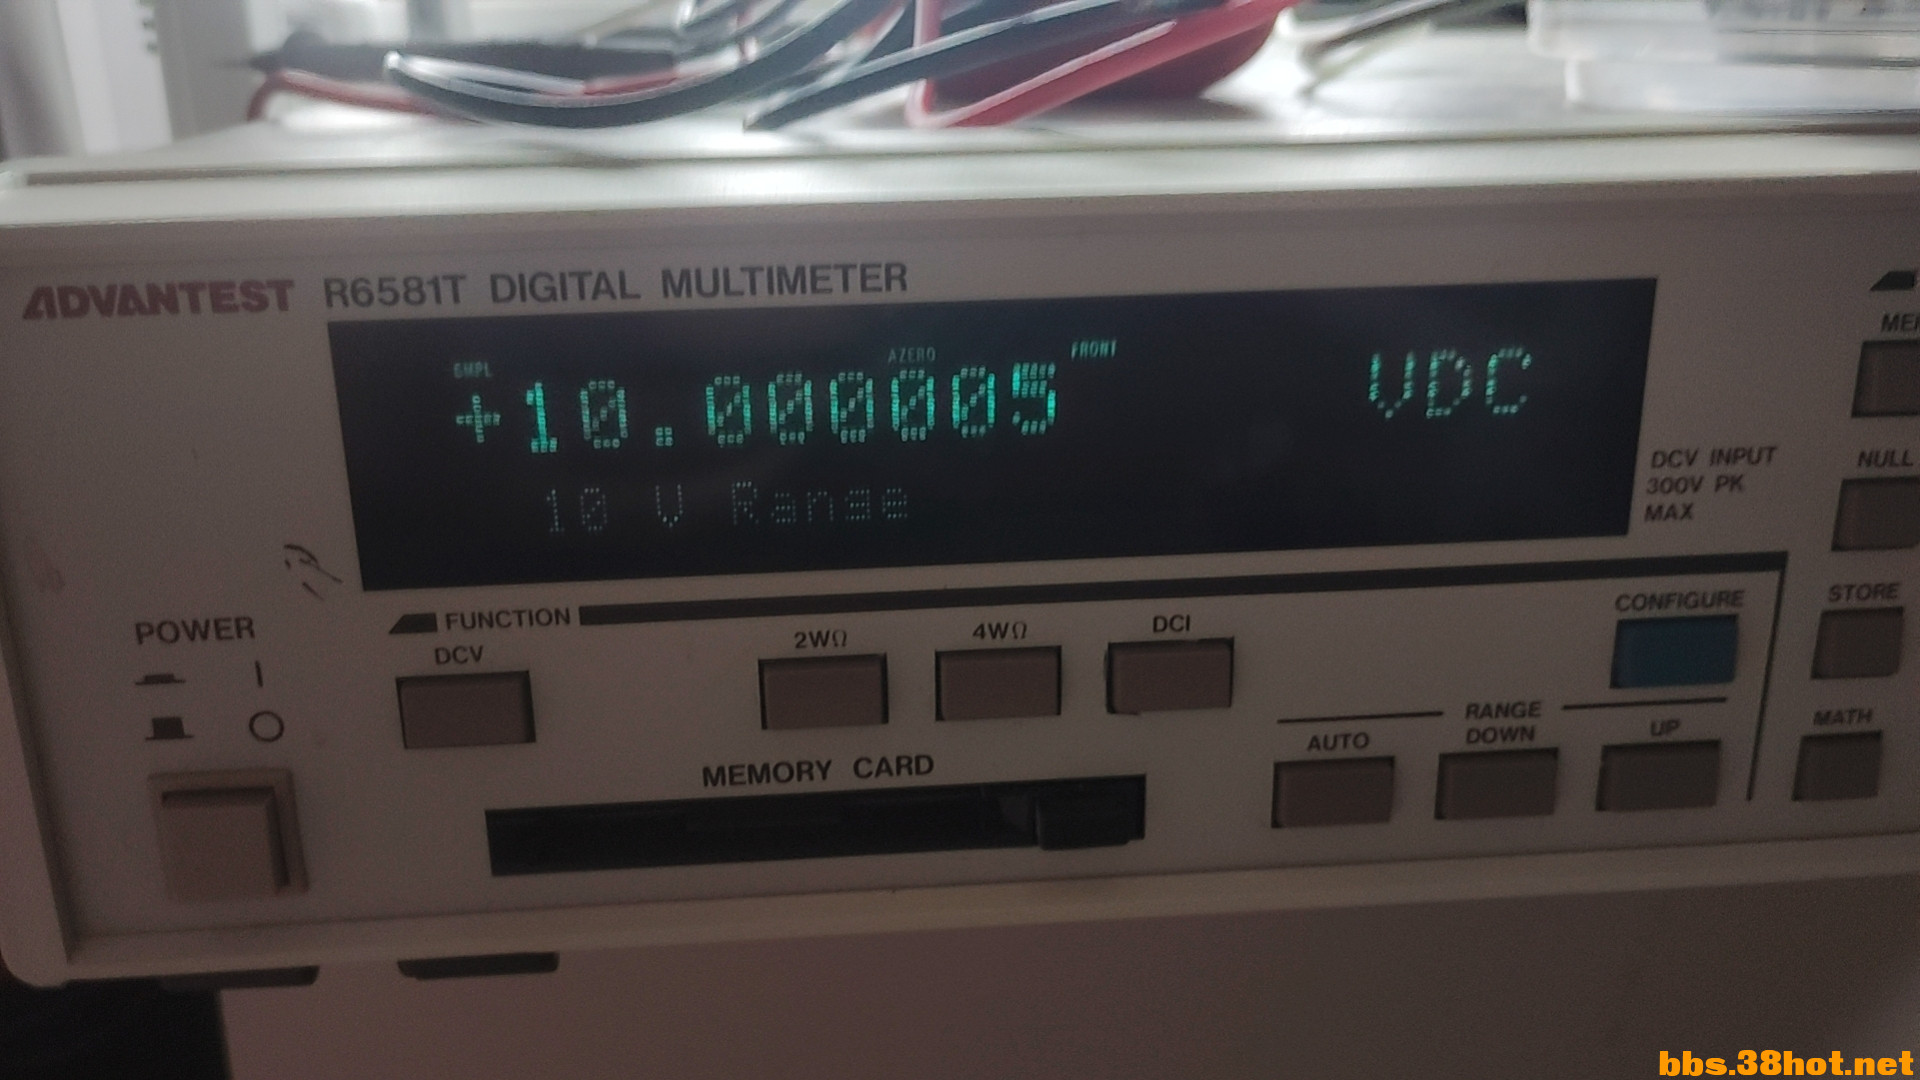 ADVANTEST R6581T DIGITAL MULTIMETER
SMPL AZERO FRONT
+10.000005 VDC
10 V Range
DCV INPUT
300V PK
MAX
NULL
STORE
MATH
POWER
FUNCTION
DCV
2WΩ
4WΩ
DCI
CONFIGURE
RANGE
AUTO
DOWN
UP
MEMORY CARD
bbs.38hot.net